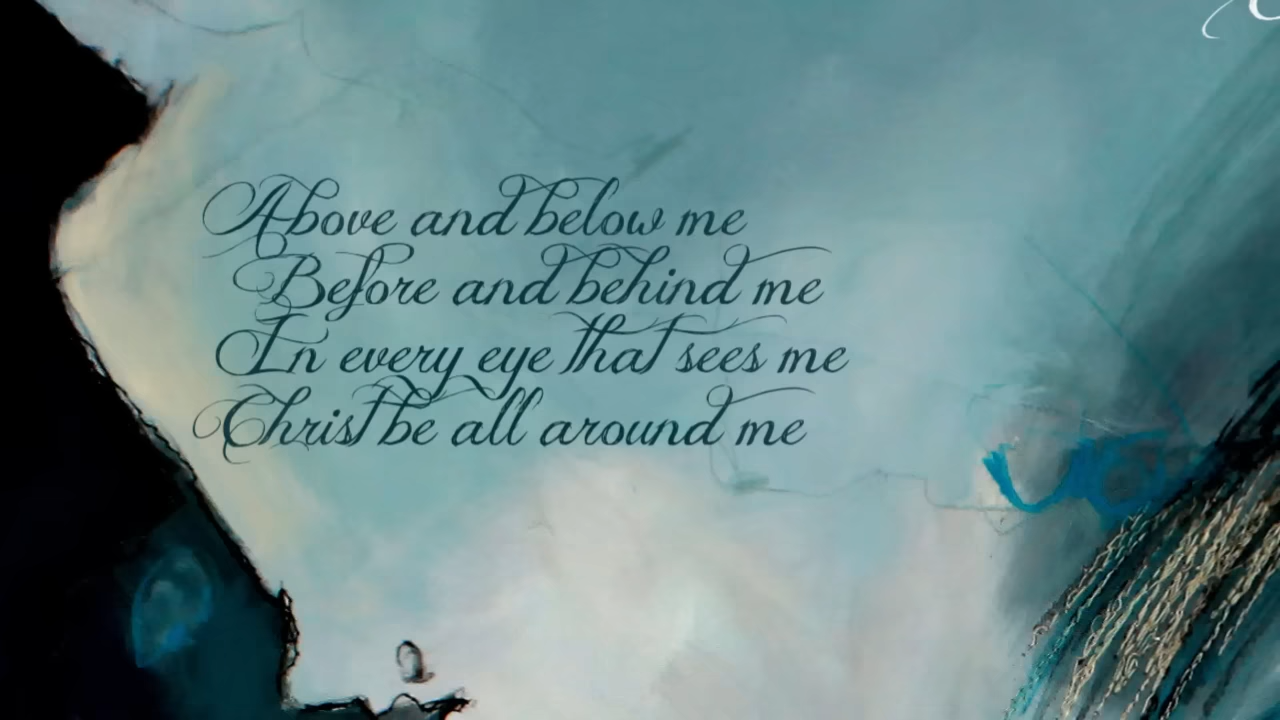 Above and below me
Before and behind me
In every eye that sees me
Christ be all around me